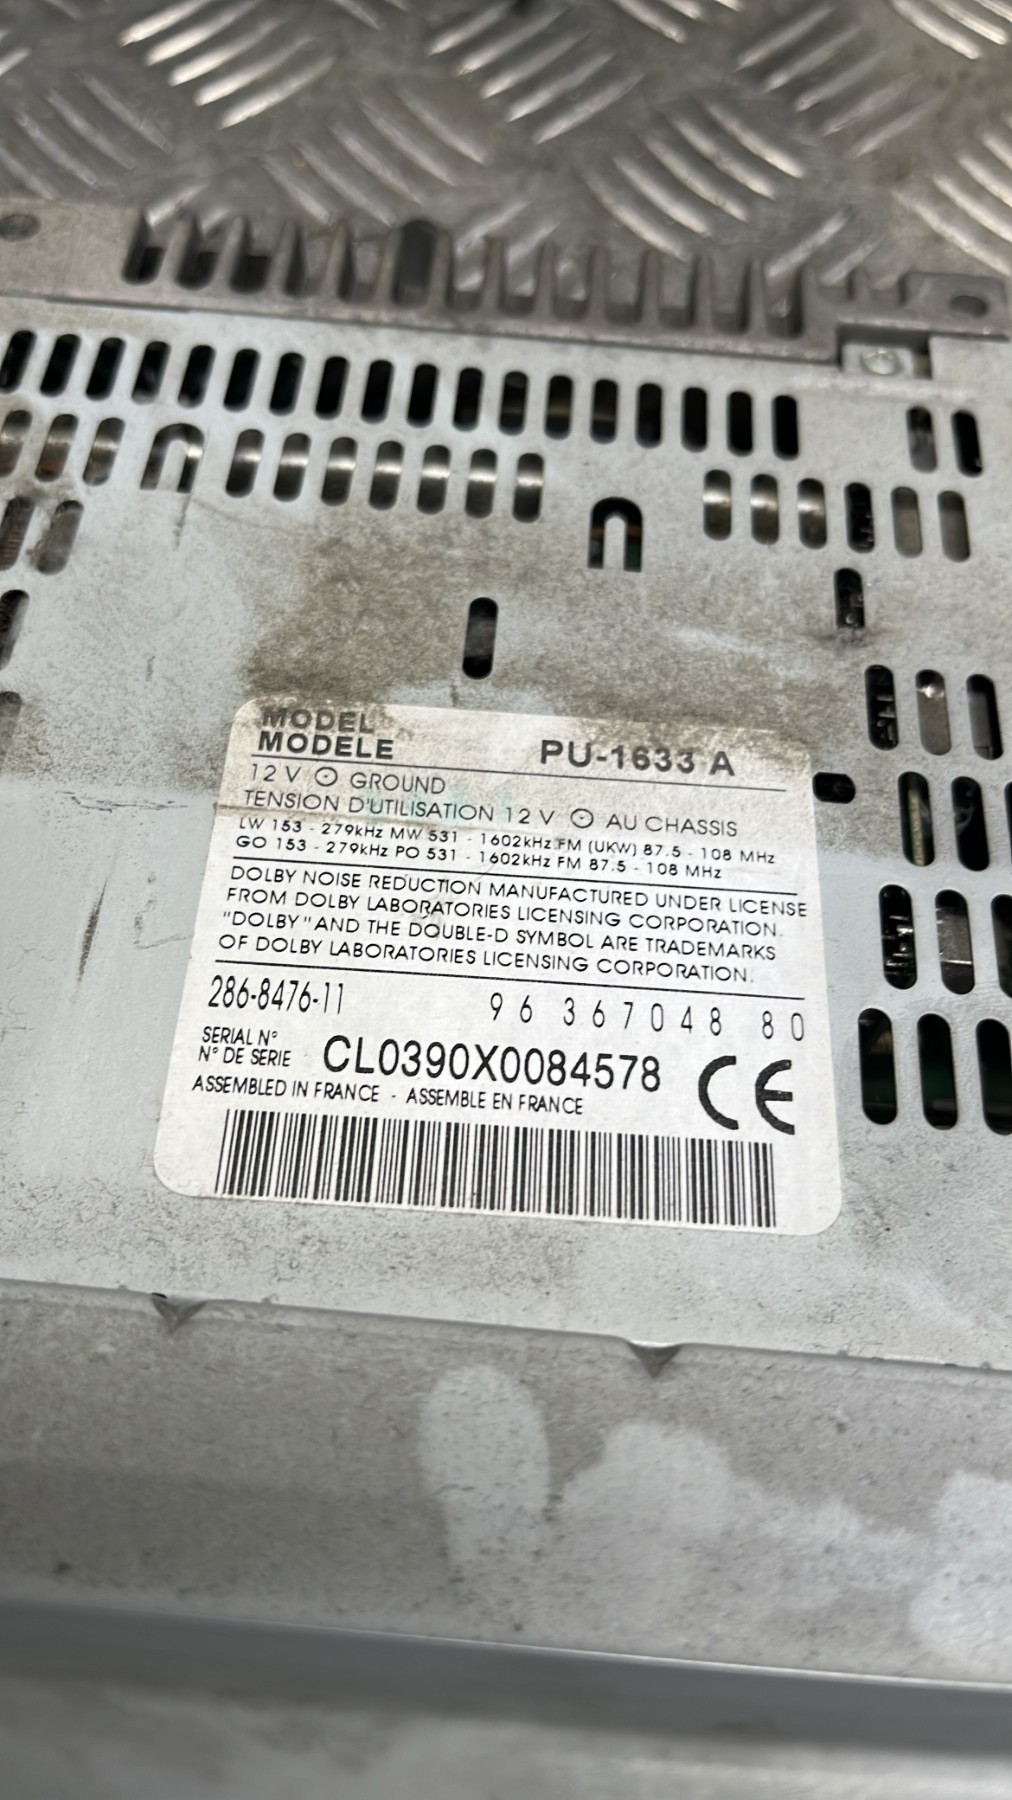 MODEL
MODELE PU-1633 A
12 V ⊙ GROUND
TENSION D'UTILISATION 12 V ⊙ AU CHASSIS
LW 153 - 279kHz MW 531 - 1602kHz FM (UKW) 87.5 - 108 MHz
GO 153 - 279kHz PO 531 - 1602kHz FM 87.5 - 108 MHz
DOLBY NOISE REDUCTION MANUFACTURED UNDER LICENSE
FROM DOLBY LABORATORIES LICENSING CORPORATION.
"DOLBY" AND THE DOUBLE-D SYMBOL ARE TRADEMARKS
OF DOLBY LABORATORIES LICENSING CORPORATION.
286-8476-11 96 367048 80
SERIAL N°
N° DE SERIE CL0390X0084578 CE
ASSEMBLED IN FRANCE - ASSEMBLE EN FRANCE